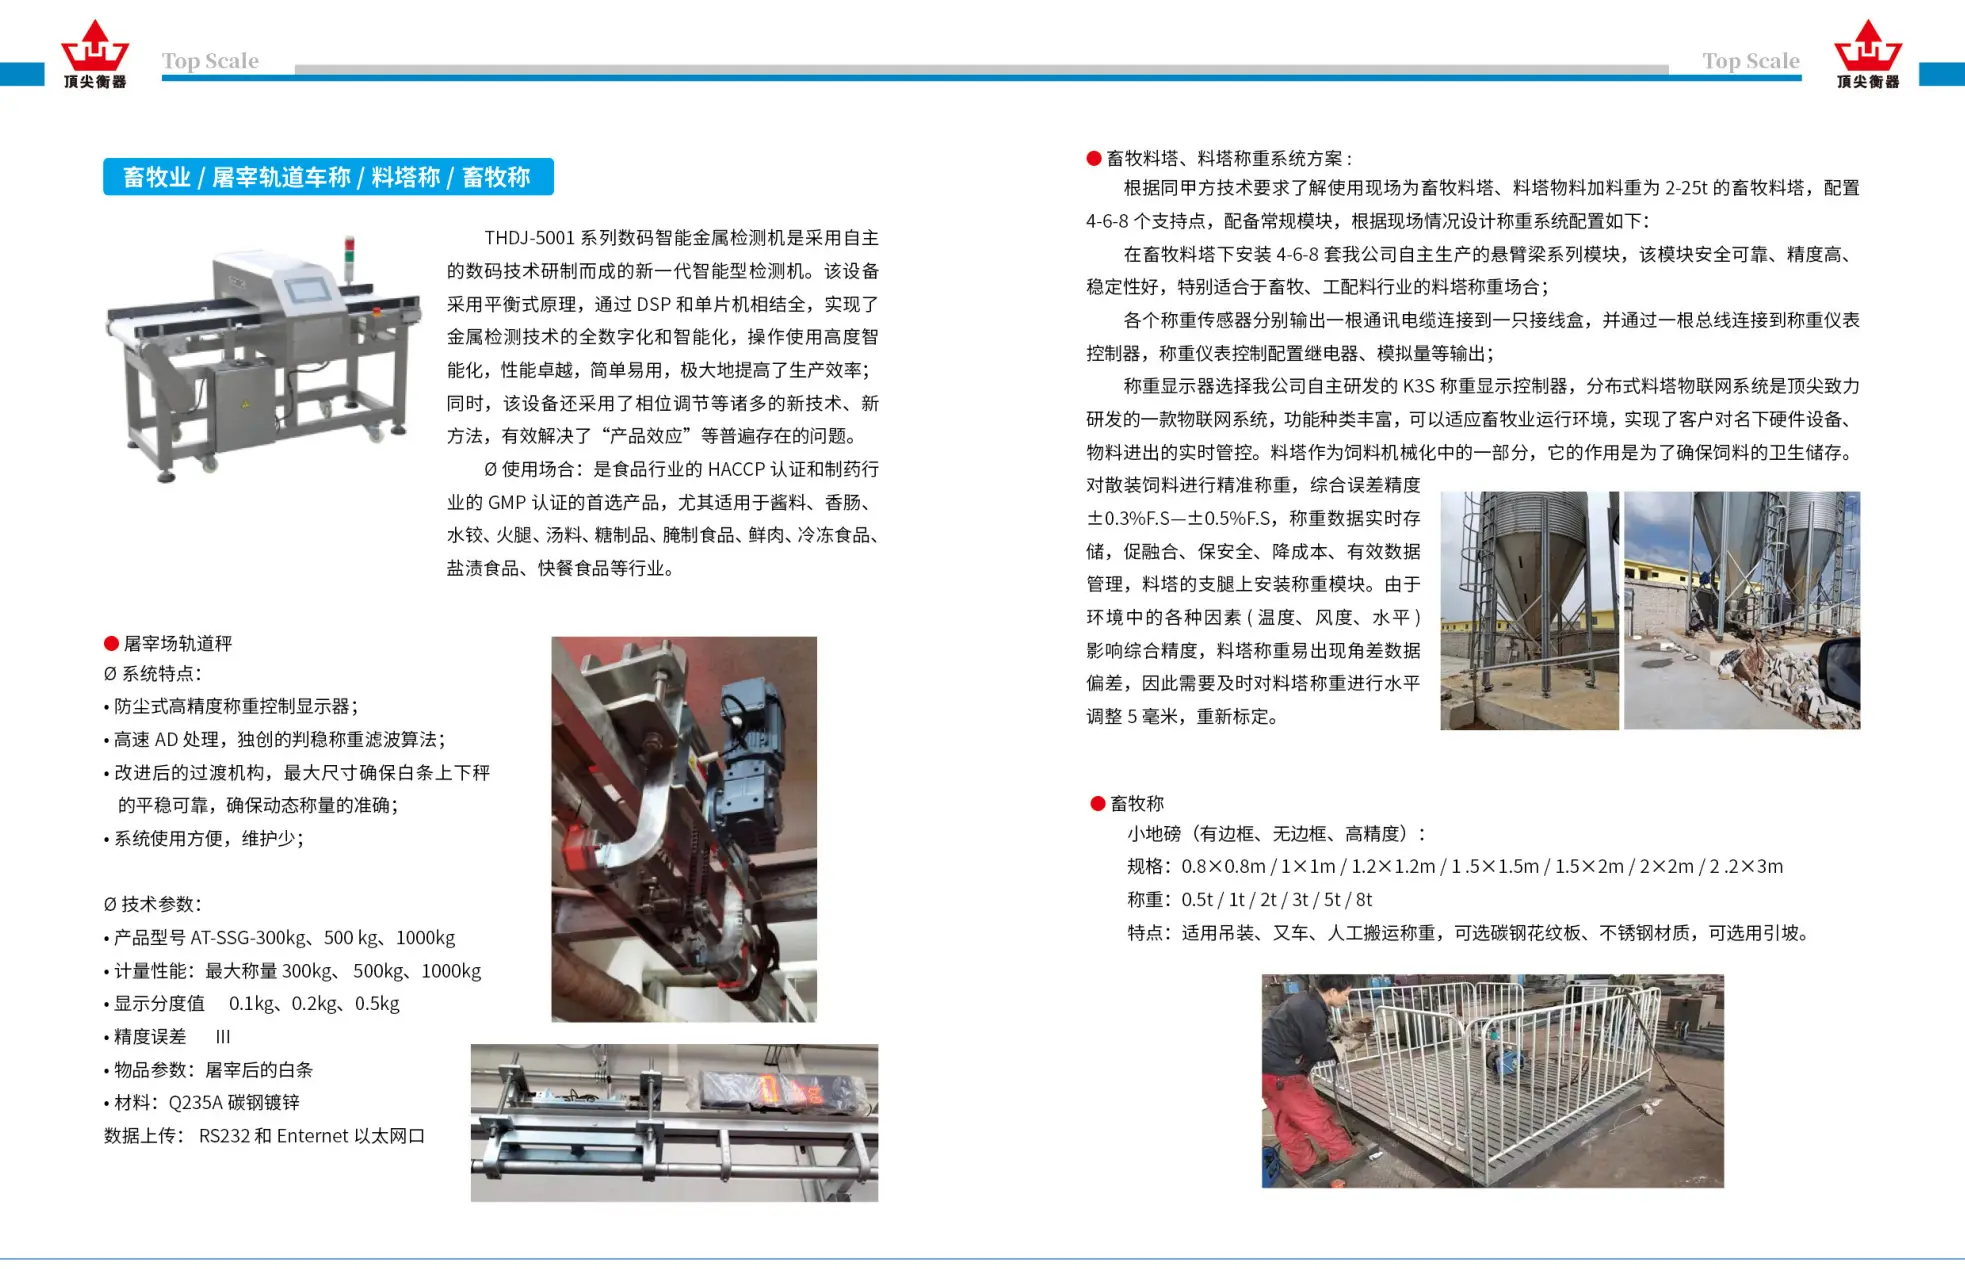 頂尖衡器
Top Scale
Top Scale
頂尖衡器
畜牧业 / 屠宰轨道车称 / 料塔称 / 畜牧称
THDJ-5001 系列数码智能金属检测机是采用自主
的数码技术研制而成的新一代智能型检测机。该设备
采用平衡式原理，通过 DSP 和单片机相结全，实现了
金属检测技术的全数字化和智能化，操作使用高度智
能化，性能卓越，简单易用，极大地提高了生产效率；
同时，该设备还采用了相位调节等诸多的新技术、新
方法，有效解决了“产品效应”等普遍存在的问题。
Ø 使用场合：是食品行业的 HACCP 认证和制药行
业的 GMP 认证的首选产品，尤其适用于酱料、香肠、
水铰、火腿、汤料、糖制品、腌制食品、鲜肉、冷冻食品、
盐渍食品、快餐食品等行业。
屠宰场轨道秤
Ø 系统特点：
• 防尘式高精度称重控制显示器；
• 高速 AD 处理，独创的判稳称重滤波算法；
• 改进后的过渡机构，最大尺寸确保白条上下秤
的平稳可靠，确保动态称量的准确；
• 系统使用方便，维护少；
Ø 技术参数：
• 产品型号 AT-SSG-300kg、500 kg、1000kg
• 计量性能：最大称量 300kg、 500kg、1000kg
• 显示分度值 0.1kg、0.2kg、0.5kg
• 精度误差 III
• 物品参数：屠宰后的白条
• 材料：Q235A 碳钢镀锌
数据上传： RS232 和 Enternet 以太网口
畜牧料塔、料塔称重系统方案 :
根据同甲方技术要求了解使用现场为畜牧料塔、料塔物料加料重为 2-25t 的畜牧料塔，配置
4-6-8 个支持点，配备常规模块，根据现场情况设计称重系统配置如下：
在畜牧料塔下安装 4-6-8 套我公司自主生产的悬臂梁系列模块，该模块安全可靠、精度高、
稳定性好，特别适合于畜牧、工配料行业的料塔称重场合；
各个称重传感器分别输出一根通讯电缆连接到一只接线盒，并通过一根总线连接到称重仪表
控制器，称重仪表控制配置继电器、模拟量等输出；
称重显示器选择我公司自主研发的 K3S 称重显示控制器，分布式料塔物联网系统是顶尖致力
研发的一款物联网系统，功能种类丰富，可以适应畜牧业运行环境，实现了客户对名下硬件设备、
物料进出的实时管控。料塔作为饲料机械化中的一部分，它的作用是为了确保饲料的卫生储存。
对散装饲料进行精准称重，综合误差精度
±0.3%F.S—±0.5%F.S，称重数据实时存
储，促融合、保安全、降成本、有效数据
管理，料塔的支腿上安装称重模块。由于
环境中的各种因素 ( 温度、风度、水平 )
影响综合精度，料塔称重易出现角差数据
偏差，因此需要及时对料塔称重进行水平
调整 5 毫米，重新标定。
畜牧称
小地磅（有边框、无边框、高精度）：
规格：0.8×0.8m / 1×1m / 1.2×1.2m / 1 .5×1.5m / 1.5×2m / 2×2m / 2 .2×3m
称重：0.5t / 1t / 2t / 3t / 5t / 8t
特点：适用吊装、叉车、人工搬运称重，可选碳钢花纹板、不锈钢材质，可选用引坡。